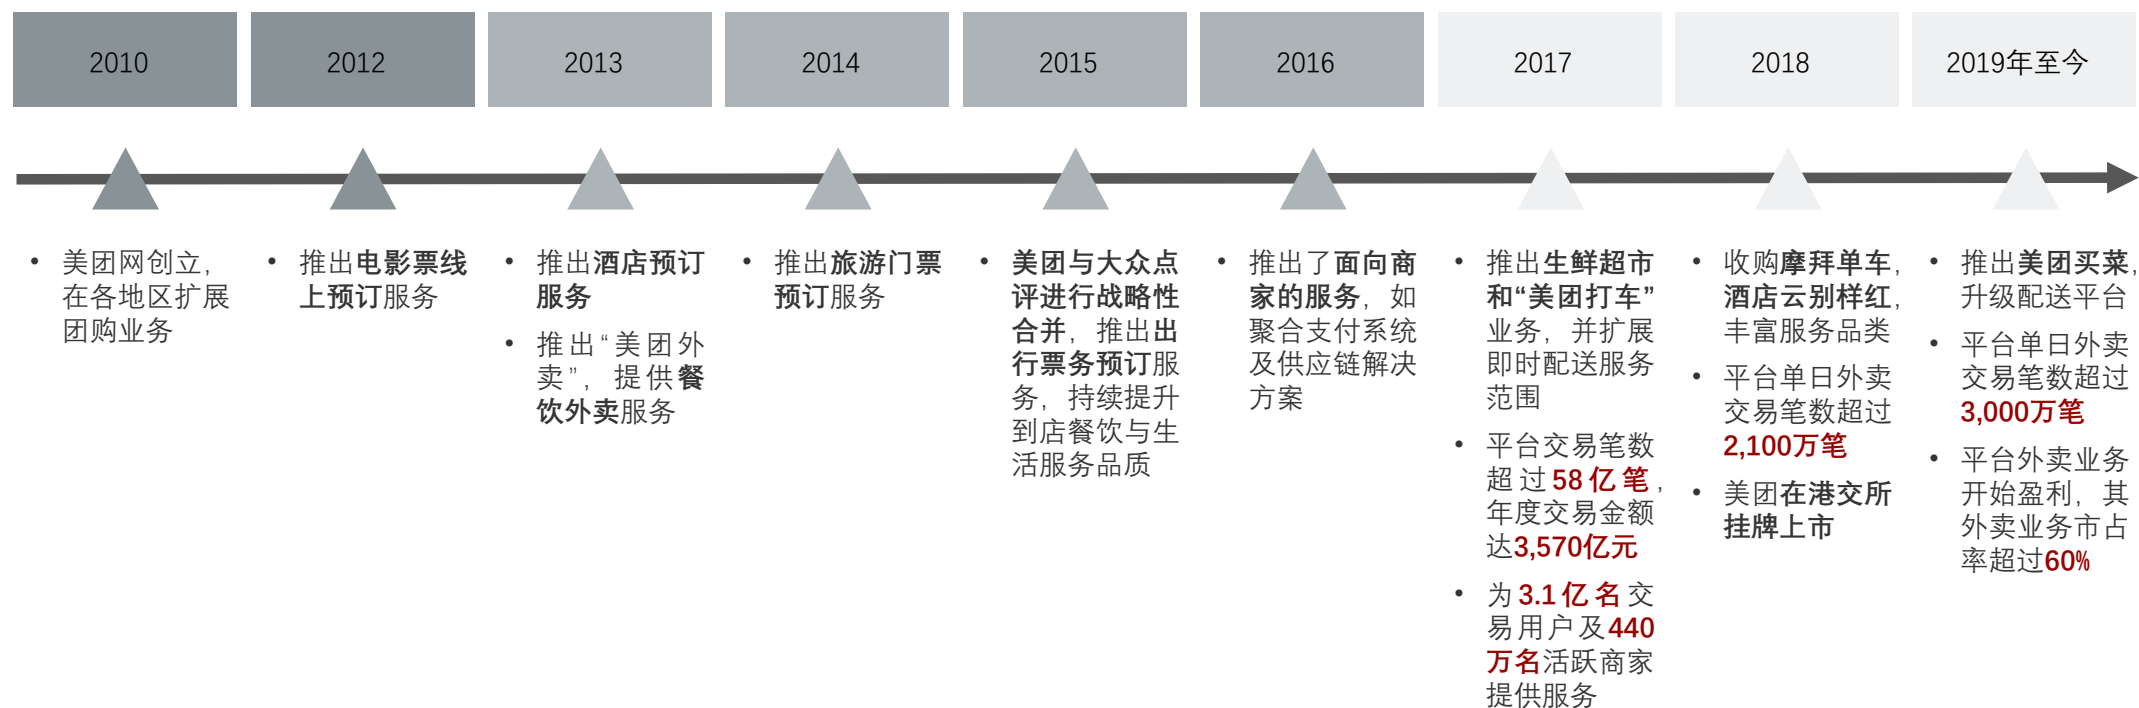 2010
2012
2013
2014
2015
2016
2017
2018
2019年至今
• 美团网创立,
在各地区扩展
团购业务
• 推出电影票线
上预订服务
• 推出酒店预订
服务
• 推出“美团外
卖”, 提供餐
饮外卖服务
• 推出旅游门票
预订服务
• 美团与大众点
评进行战略性
合并, 推出出
行票务预订服
务, 持续提升
到店餐饮与生
活服务品质
• 推出了面向商
家的服务, 如
聚合支付系统
及供应链解决
方案
• 推出生鲜超市
和“美团打车”
业务, 并扩展
即时配送服务
范围
• 平台交易笔数
超过58亿笔,
年度交易金额
达3,570亿元
• 为3.1亿名交
易用户及440
万名活跃商家
提供服务
• 收购摩拜单车,
酒店云别样红,
丰富服务品类
• 平台单日外卖
交易笔数超过
2,100万笔
• 美团在港交所
挂牌上市
• 推出美团买菜,
升级配送平台
• 平台单日外卖
交易笔数超过
3,000万笔
• 平台外卖业务
开始盈利, 其
外卖业务市占
率超过60%